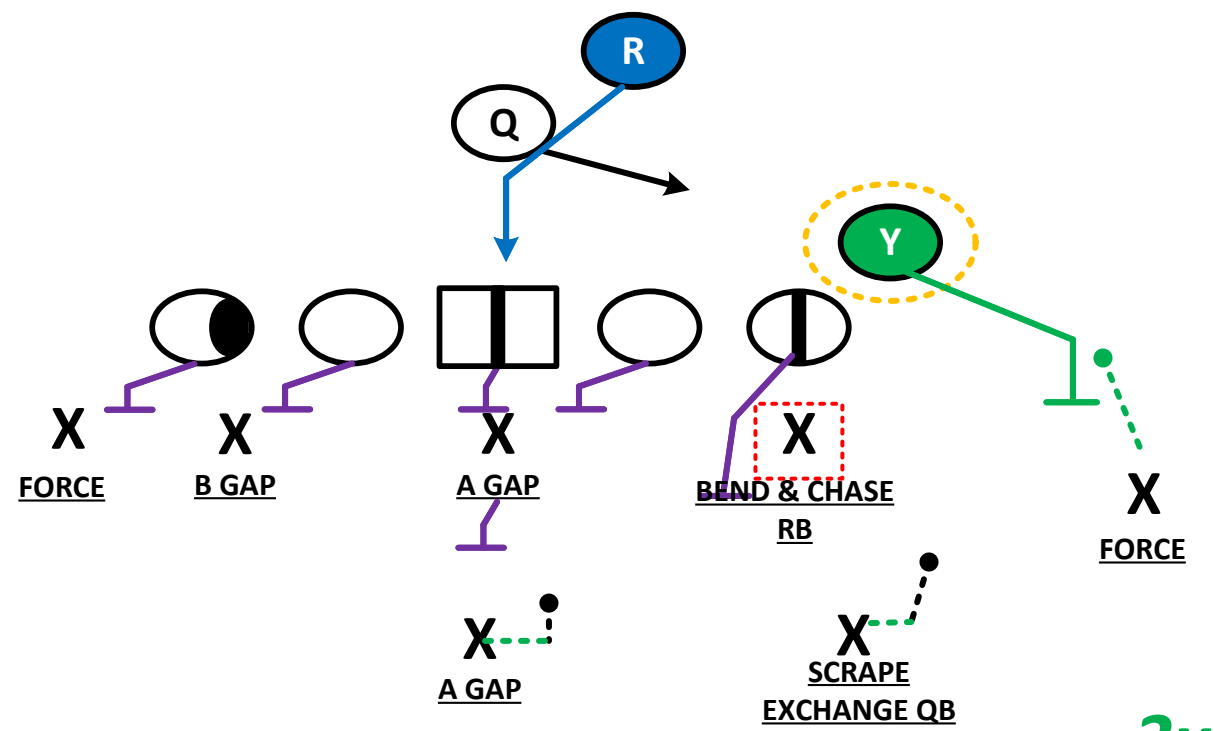 R
Q
Y
X
X
X
X
FORCE
B GAP
A GAP
BEND & CHASE
RB
X
FORCE
X
A GAP
X
SCRAPE
EXCHANGE QB